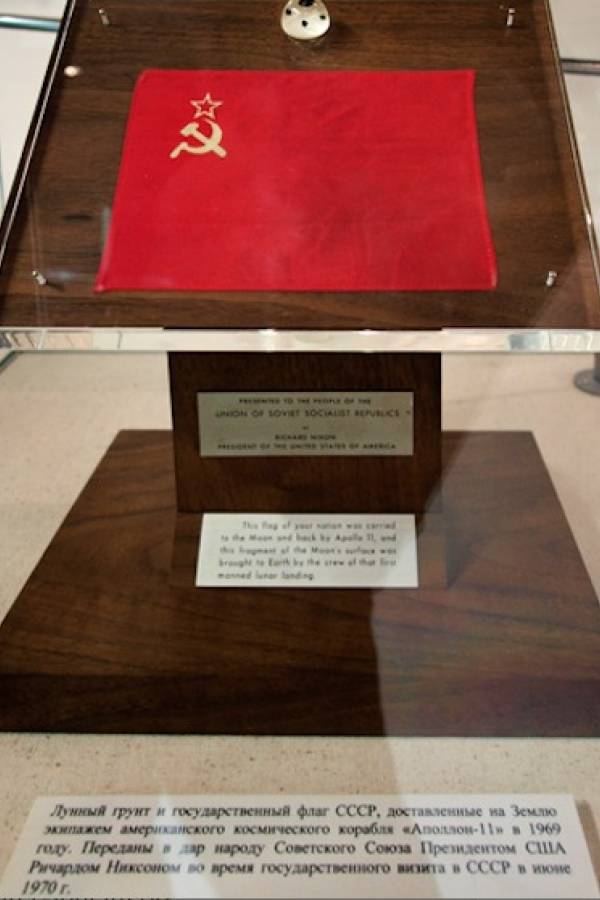 PRESENTED TO THE PEOPLE OF THE
UNION OF SOVIET SOCIALIST REPUBLICS
BY
RICHARD NIXON
PRESIDENT OF THE UNITED STATES OF AMERICA
This flag of your nation was carried
to the Moon and back by Apollo 11, and
this fragment of the Moon's surface was
brought to Earth by the crew of that first
manned lunar landing.
Лунный грунт и государственный флаг СССР, доставленные на Землю
экипажем американского космического корабля «Аполлон-11» в 1969
году. Переданы в дар народу Советского Союза Президентом США
Ричардом Никсоном во время государственного визита в СССР в июне
1970 г.